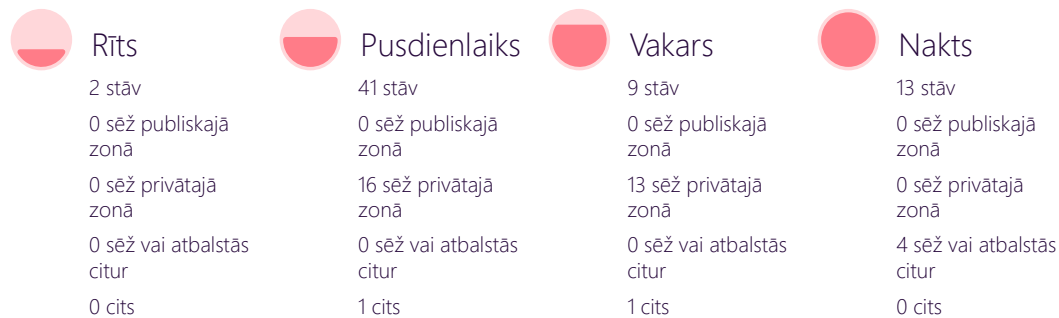 Rīts
2 stāv
0 sēž publiskajā
zonā
0 sēž privātajā
zonā
0 sēž vai atbalstās
citur
0 cits
Pusdienlaiks
41 stāv
0 sēž publiskajā
zonā
16 sēž privātajā
zonā
0 sēž vai atbalstās
citur
1 cits
Vakars
9 stāv
0 sēž publiskajā
zonā
13 sēž privātajā
zonā
0 sēž vai atbalstās
citur
1 cits
Nakts
13 stāv
0 sēž publiskajā
zonā
0 sēž privātajā
zonā
4 sēž vai atbalstās
citur
0 cits